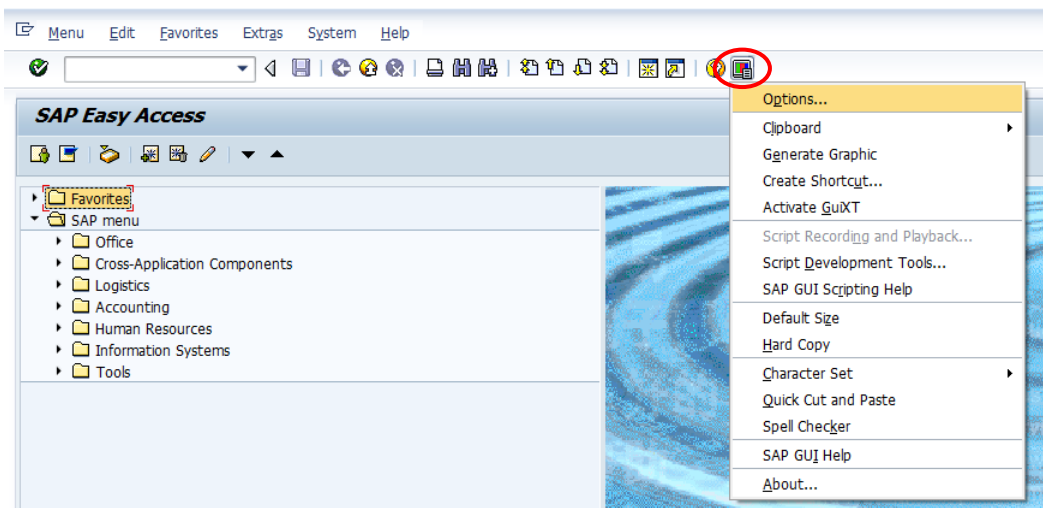 Menu Edit Favorites Extras System Help
SAP Easy Access
Favorites
SAP menu
Office
Cross-Application Components
Logistics
Accounting
Human Resources
Information Systems
Tools
Options...
Clipboard
Generate Graphic
Create Shortcut...
Activate GuiXT
Script Recording and Playback...
Script Development Tools...
SAP GUI Scripting Help
Default Size
Hard Copy
Character Set
Quick Cut and Paste
Spell Checker
SAP GUI Help
About...